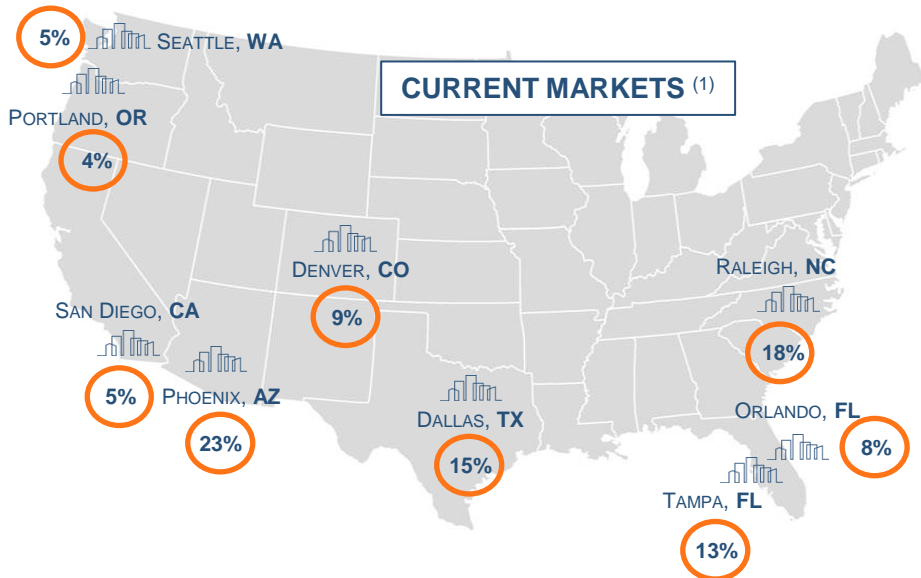 5%
SEATTLE, WA
CURRENT MARKETS (1)
PORTLAND, OR
4%
DENVER, CO
9%
RALEIGH, NC
18%
SAN DIEGO, CA
5%
PHOENIX, AZ
23%
DALLAS, TX
15%
ORLANDO, FL
8%
TAMPA, FL
13%